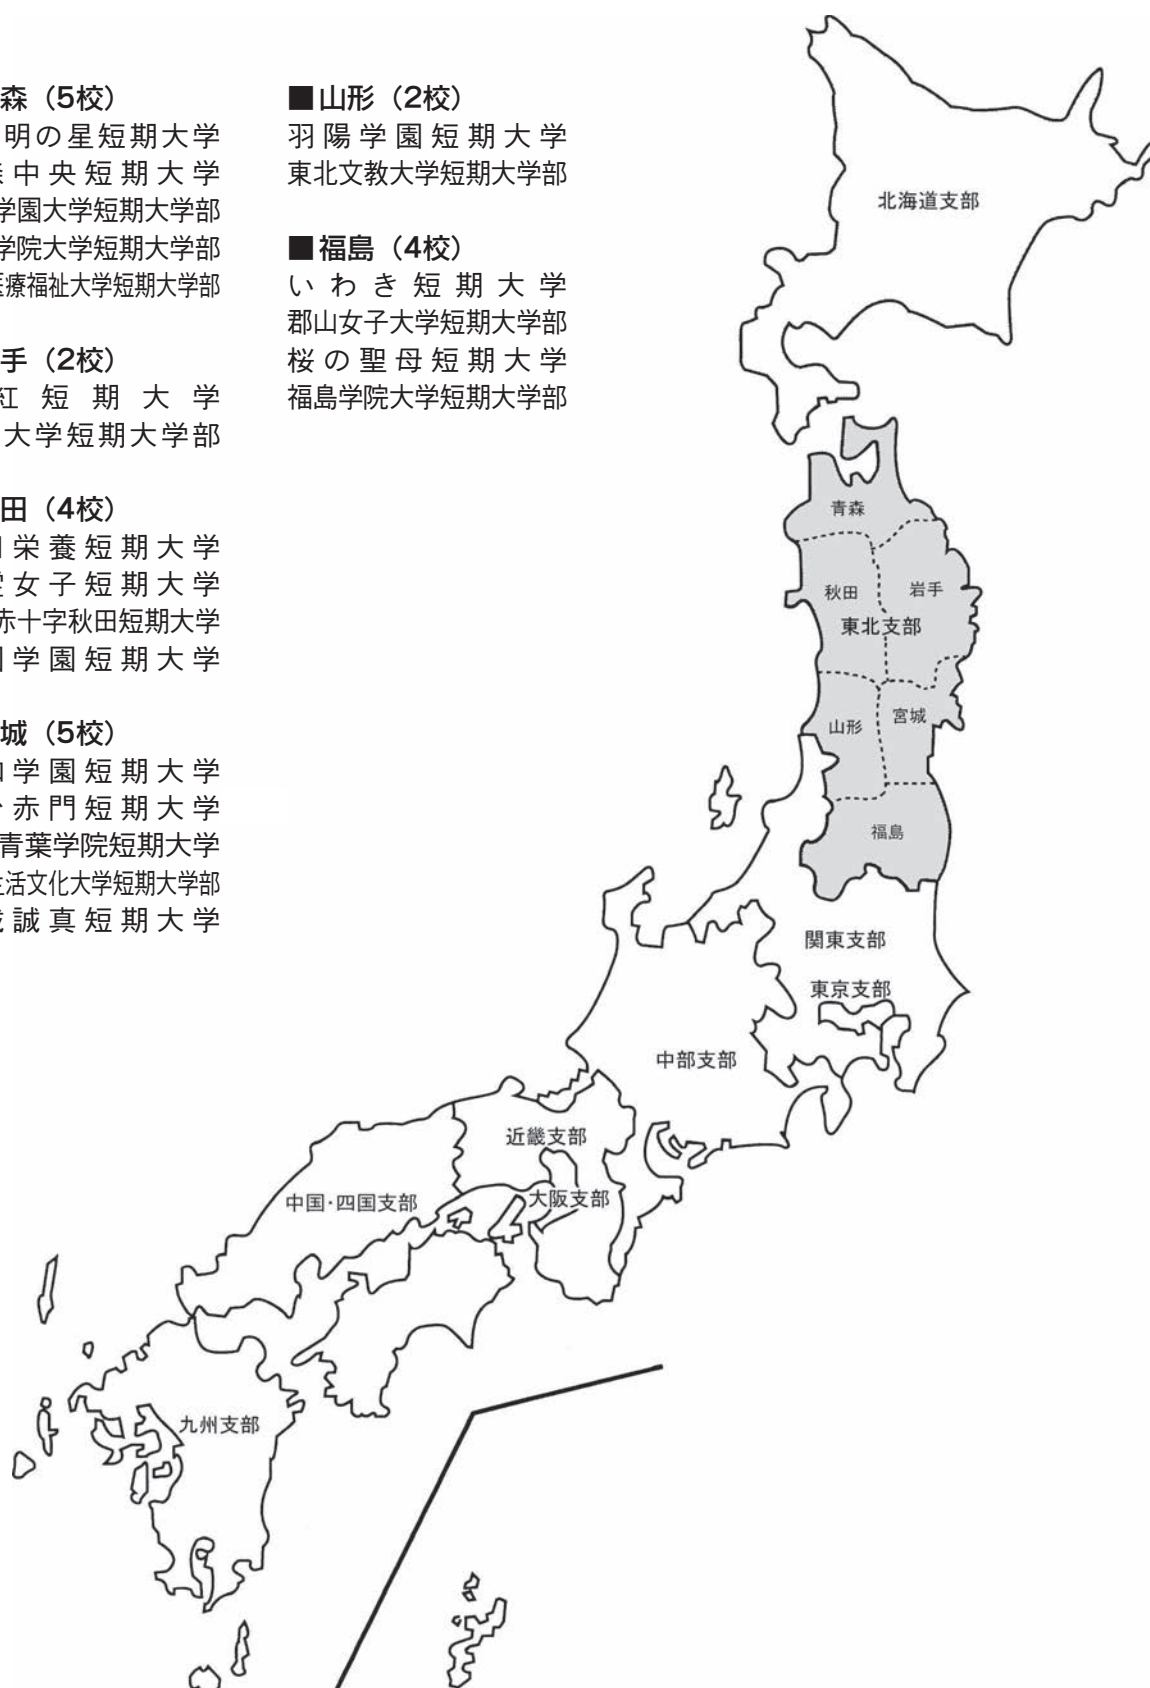 森（5校）
明の星短期大学
中央短期大学
学園大学短期大学部
学院大学短期大学部
療福祉大学短期大学部
手（2校）
紅短期大学
大学短期大学部
田（4校）
栄養短期大学
女子短期大学
赤十字秋田短期大学
学園短期大学
城（5校）
学園短期大学
赤門短期大学
青葉学院短期大学
活文化大学短期大学部
誠真短期大学
■山形（2校）
羽陽学園短期大学
東北文教大学短期大学部
■福島（4校）
いわき短期大学
郡山女子大学短期大学部
桜の聖母短期大学
福島学院大学短期大学部
北海道支部
青森
秋田
岩手
東北支部
山形
宮城
福島
関東支部
東京支部
中部支部
近畿支部
大阪支部
中国・四国支部
九州支部